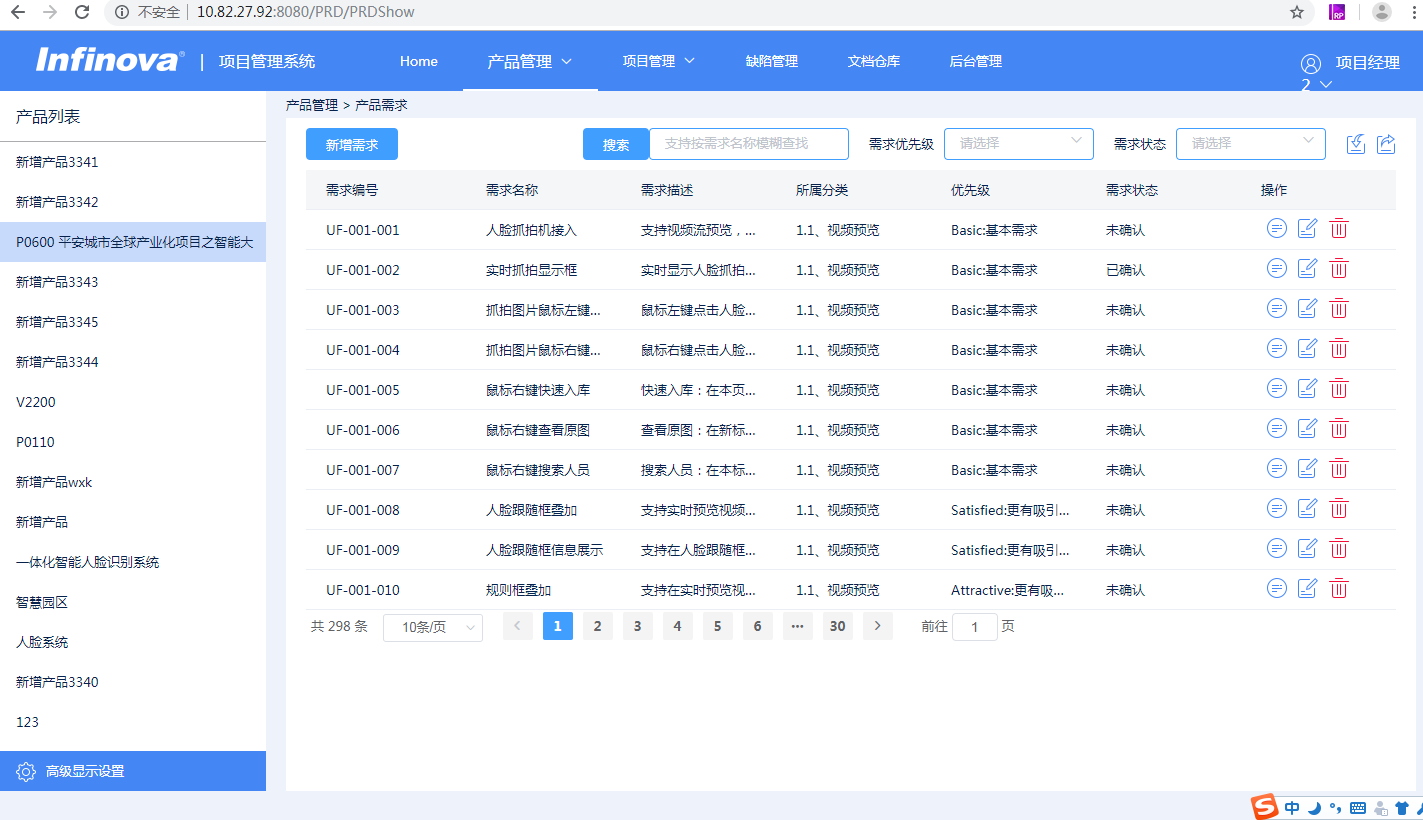 不安全 10.82.27.92:8080/PRD/PRDShow
Infinova® | 项目管理系统 Home 产品管理 项目管理 缺陷管理 文档仓库 后台管理 项目经理
2
产品列表
新增产品3341
新增产品3342
P0600 平安城市全球产业化项目之智能大
新增产品3343
新增产品3345
新增产品3344
V2200
P0110
新增产品wxk
新增产品
一体化智能人脸识别系统
智慧园区
人脸系统
新增产品3340
123
高级显示设置
产品管理 > 产品需求
新增需求 搜索 支持按需求名称模糊查找 需求优先级 请选择 需求状态 请选择
需求编号 需求名称 需求描述 所属分类 优先级 需求状态 操作
UF-001-001 人脸抓拍机接入 支持视频流预览，... 1.1、视频预览 Basic:基本需求 未确认
UF-001-002 实时抓拍显示框 实时显示人脸抓拍... 1.1、视频预览 Basic:基本需求 已确认
UF-001-003 抓拍图片鼠标左键... 鼠标左键点击人脸... 1.1、视频预览 Basic:基本需求 未确认
UF-001-004 抓拍图片鼠标右键... 鼠标右键点击人脸... 1.1、视频预览 Basic:基本需求 未确认
UF-001-005 鼠标右键快速入库 快速入库：在本页... 1.1、视频预览 Basic:基本需求 未确认
UF-001-006 鼠标右键查看原图 查看原图：在新标... 1.1、视频预览 Basic:基本需求 未确认
UF-001-007 鼠标右键搜索人员 搜索人员：在本标... 1.1、视频预览 Basic:基本需求 未确认
UF-001-008 人脸跟随框叠加 支持实时预览视频... 1.1、视频预览 Satisfied:更有吸引... 未确认
UF-001-009 人脸跟随框信息展示 支持在人脸跟随框... 1.1、视频预览 Satisfied:更有吸引... 未确认
UF-001-010 规则框叠加 支持在实时预览视... 1.1、视频预览 Attractive:更有吸... 未确认
共 298 条 10条/页 < 1 2 3 4 5 6 ··· 30 > 前往 1 页
S 中